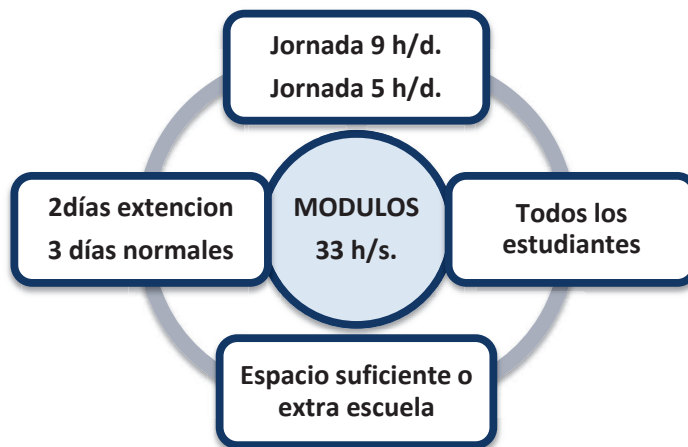 Jornada 9 h/d.
Jornada 5 h/d.
2días extencion
3 días normales
MODULOS
33 h/s.
Todos los
estudiantes
Espacio suficiente o
extra escuela